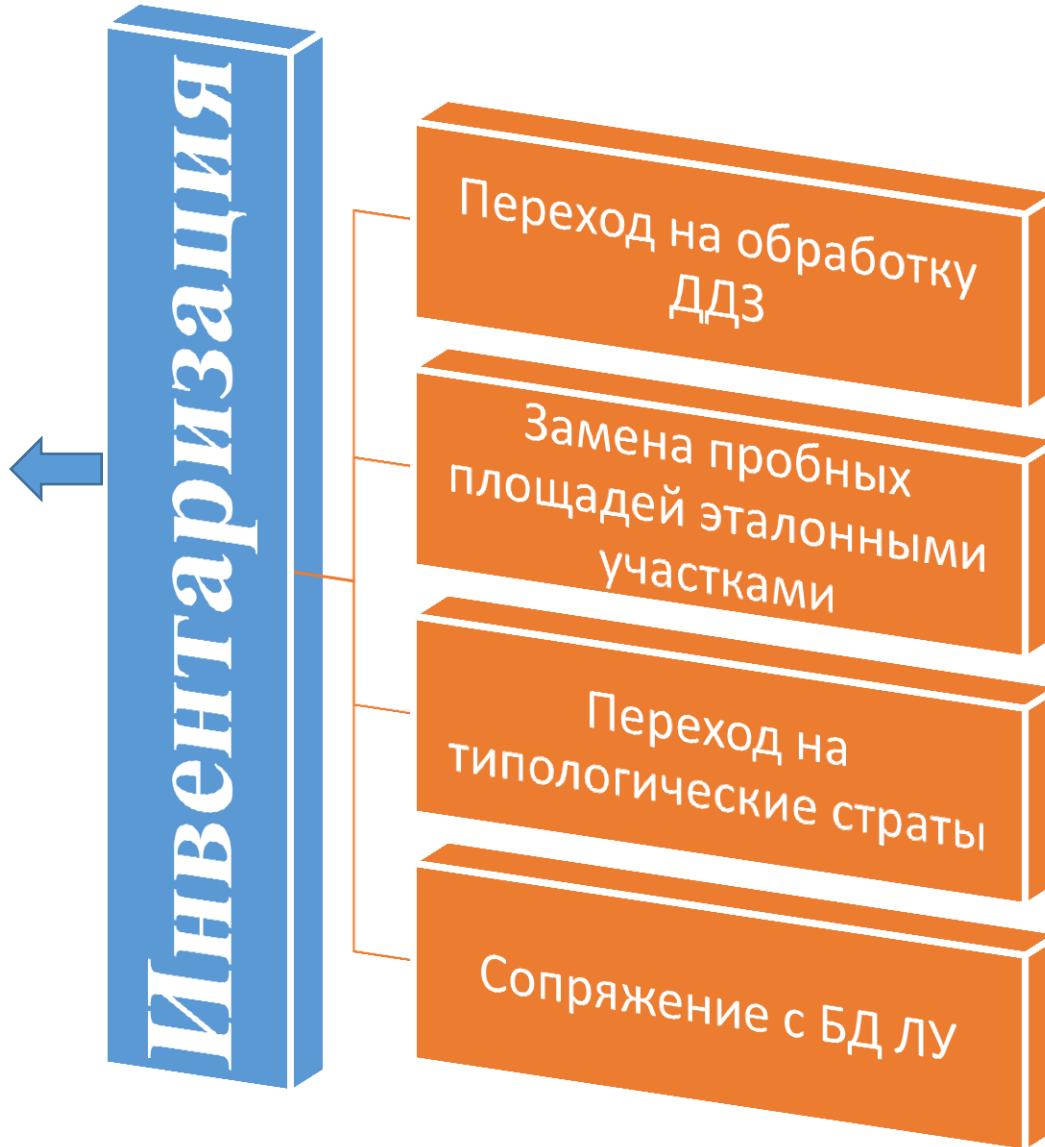 Инвентаризация
Переход на обработку
ДДЗ
Замена пробных
площадей эталонными
участками
Переход на
типологические страты
Сопряжение с БД ЛУ